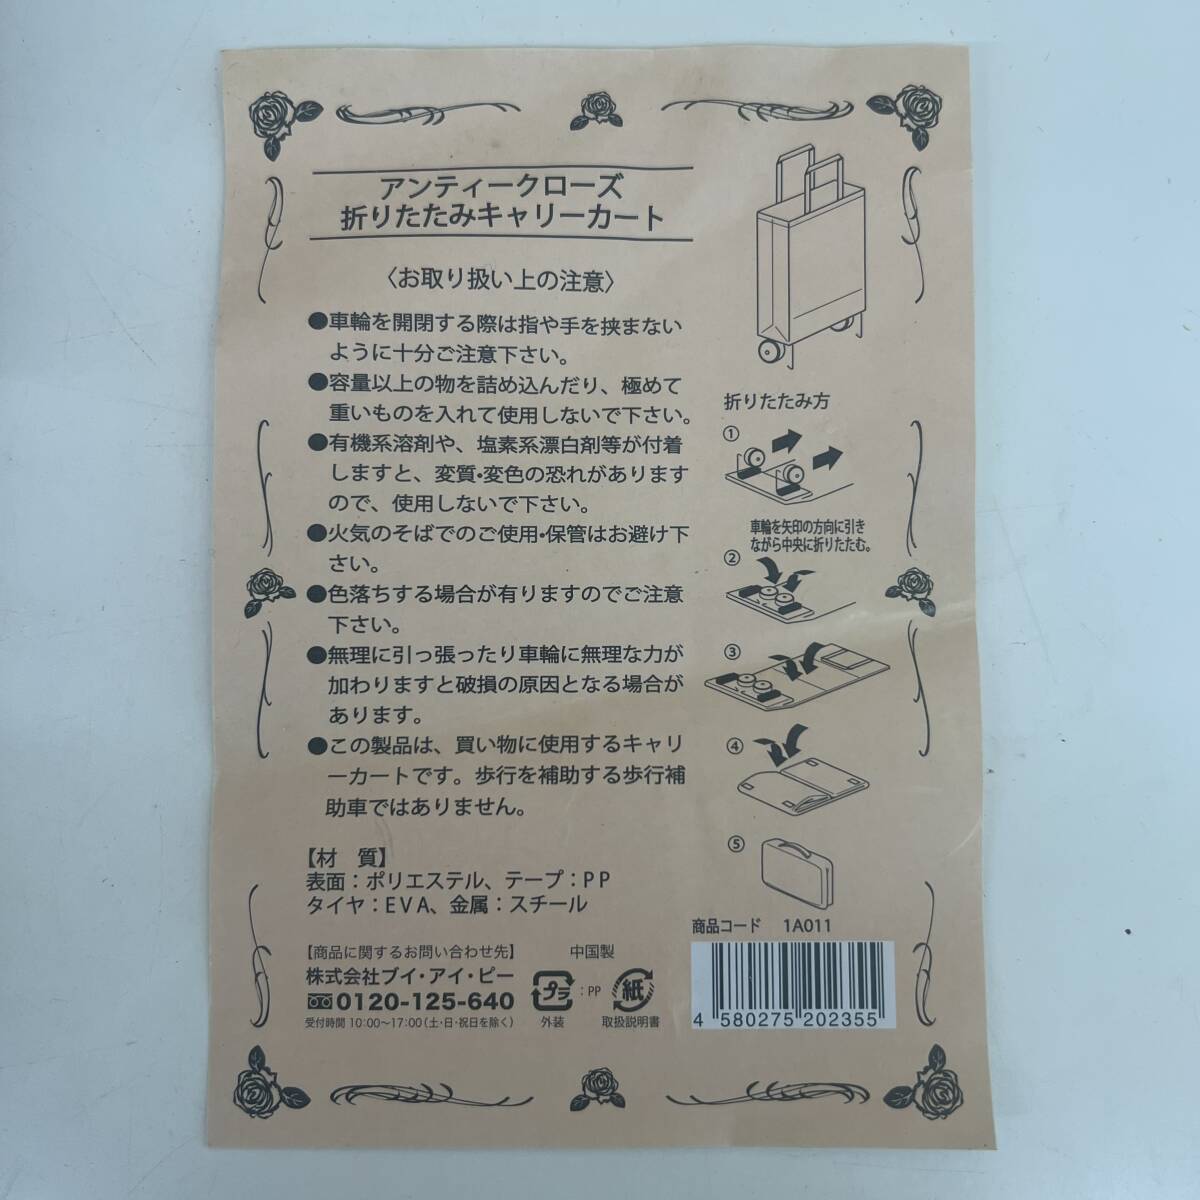 アンティークローズ
折りたたみキャリーカート
〈お取り扱い上の注意〉
●車輪を開閉する際は指や手を挟まない
ように十分ご注意下さい。
●容量以上の物を詰め込んだり、極めて
重いものを入れて使用しないで下さい。
●有機系溶剤や、塩素系漂白剤等が付着
しますと、変質・変色の恐れがあります
ので、使用しないで下さい。
●火気のそばでのご使用・保管はお避け下
さい。
●色落ちする場合が有りますのでご注意
下さい。
●無理に引っ張ったり車輪に無理な力が
加わりますと破損の原因となる場合が
あります。
●この製品は、買い物に使用するキャリ
ーカートです。歩行を補助する歩行補
助車ではありません。
【材　質】
表面：ポリエステル、テープ：PP
タイヤ：EVA、金属：スチール
【商品に関するお問い合わせ先】
株式会社ブイ・アイ・ピー
0120-125-640
受付時間 10:00～17:00（土・日・祝日を除く）
中国製
プラ
：PP
外装
紙
取扱説明書
折りたたみ方
①
車輪を矢印の方向に引き
ながら中央に折りたたむ。
②
③
④
⑤
商品コード　1A011
4 580275 202355